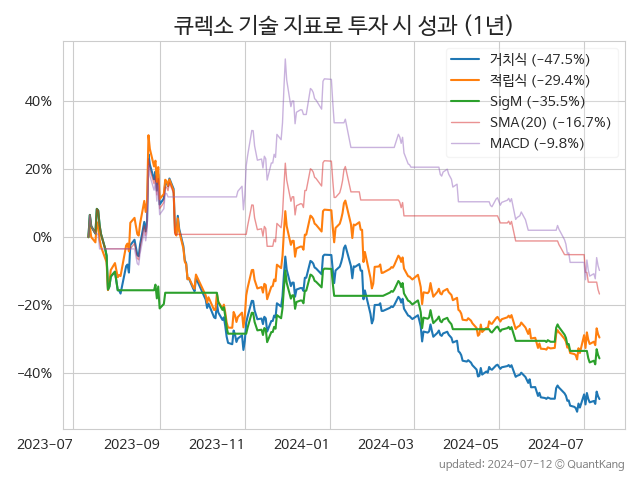 큐렉소 기술 지표로 투자 시 성과 (1년)
거치식 (−47.5%)
적립식 (−29.4%)
SigM (−35.5%)
SMA(20) (−16.7%)
MACD (−9.8%)
40%
20%
0%
−20%
−40%
2023-07 2023-09 2023-11 2024-01 2024-03 2024-05 2024-07
updated: 2024-07-12 ⓒ QuantKang